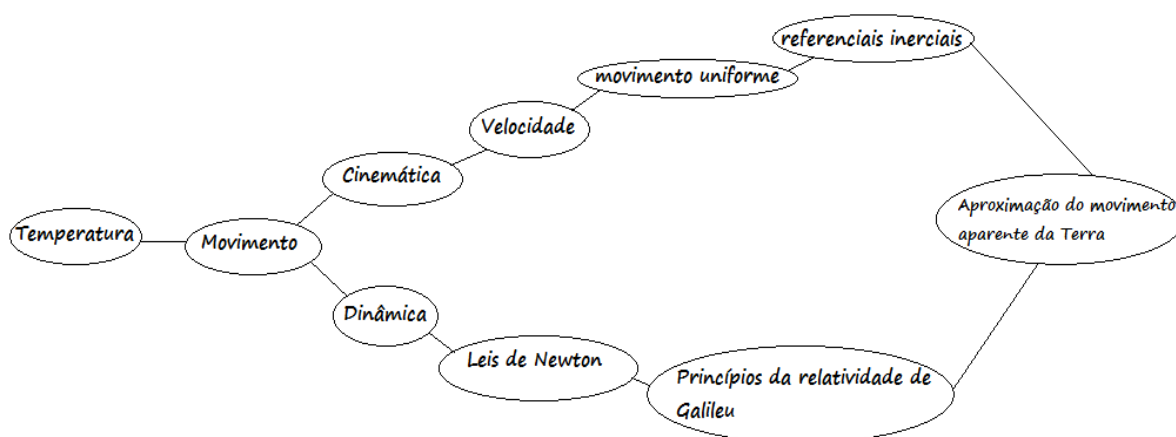 referenciais inerciais
movimento uniforme
Velocidade
Cinemática
Aproximação do movimento
aparente da Terra
Temperatura
Movimento
Dinâmica
Leis de Newton
Princípios da relatividade de
Galileu